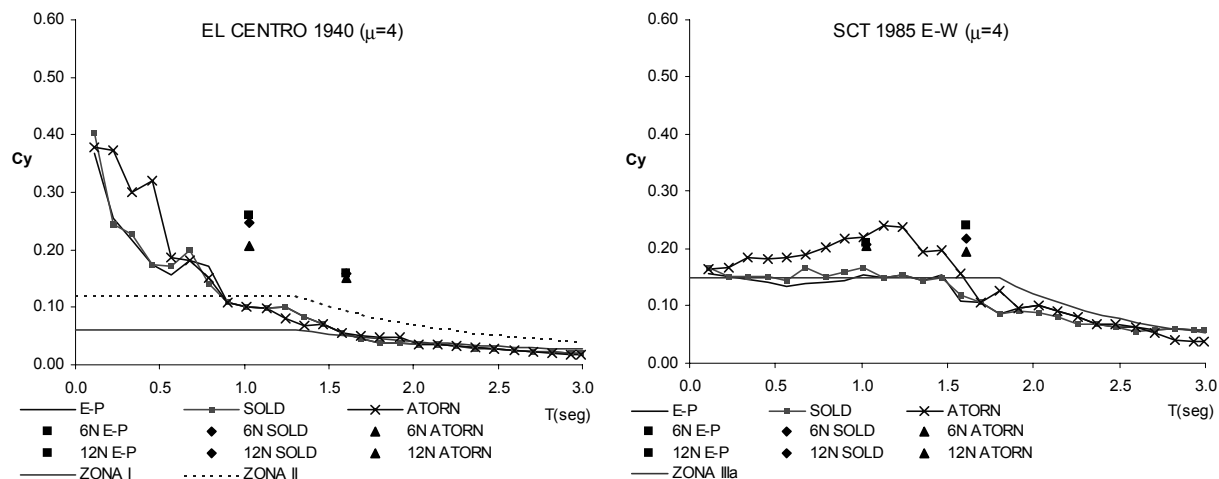 EL CENTRO 1940 (μ=4)
0.60
0.50
0.40
Cy
0.30
0.20
0.10
0.00
0.0 0.5 1.0 1.5 2.0 2.5 3.0
T(seg)
E-P SOLD ATORN
6N E-P 6N SOLD 6N ATORN
12N E-P 12N SOLD 12N ATORN
ZONA I ZONA II
SCT 1985 E-W (μ=4)
0.60
0.50
0.40
Cy
0.30
0.20
0.10
0.00
0.0 0.5 1.0 1.5 2.0 2.5 3.0
T(seg)
E-P SOLD ATORN
6N E-P 6N SOLD 6N ATORN
12N E-P 12N SOLD 12N ATORN
ZONA IIIa